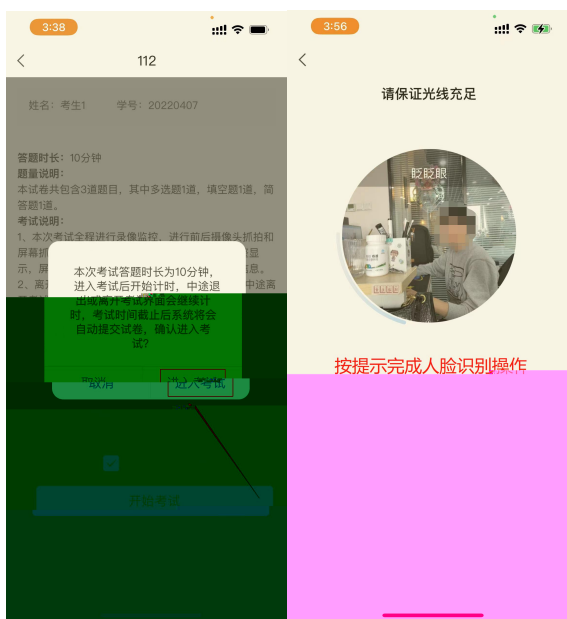 3:38
112
姓名：考生1 学号：20220407
答题时长：10分钟
题量说明：
本试卷共包含3道题目，其中多选题1道，填空题1道，简
答题1道。
考试说明：
1、本次考试全程进行录像监控，进行前后摄像头抓拍和
屏幕抓
示，屏
息。
2、离
中途离
本次考试答题时长为10分钟，
进入考试后开始计时，中途退
出或离开考试界面会继续计
时，考试时间截止后系统将会
自动提交试卷，确认进入考
试？
取消 进入考试
开始考试
3:56
请保证光线充足
眨眨眼
按提示完成人脸识别操作